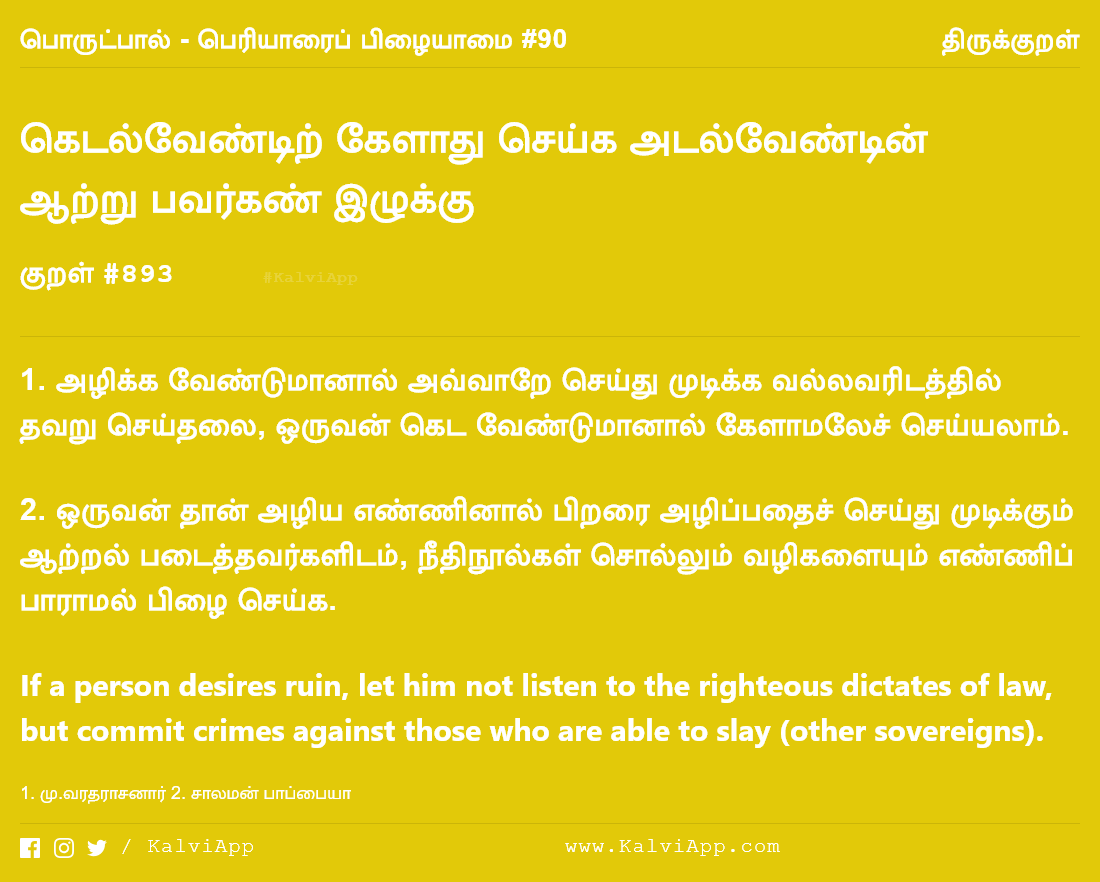 பொருட்பால் - பெரியாரைப் பிழையாமை #90 திருக்குறள்
கெடல்வேண்டிற் கேளாது செய்க அடல்வேண்டின்
ஆற்று பவர்கண் இழுக்கு
குறள் #893 #KalviApp
1. அழிக்க வேண்டுமானால் அவ்வாறே செய்து முடிக்க வல்லவரிடத்தில்
தவறு செய்தலை, ஒருவன் கெட வேண்டுமானால் கேளாமலேச் செய்யலாம்.
2. ஒருவன் தான் அழிய எண்ணினால் பிறரை அழிப்பதைச் செய்து முடிக்கும்
ஆற்றல் படைத்தவர்களிடம், நீதிநூல்கள் சொல்லும் வழிகளையும் எண்ணிப்
பாராமல் பிழை செய்க.
If a person desires ruin, let him not listen to the righteous dictates of law,
but commit crimes against those who are able to slay (other sovereigns).
1. மு.வரதராசனார் 2. சாலமன் பாப்பையா
/ KalviApp www.KalviApp.com